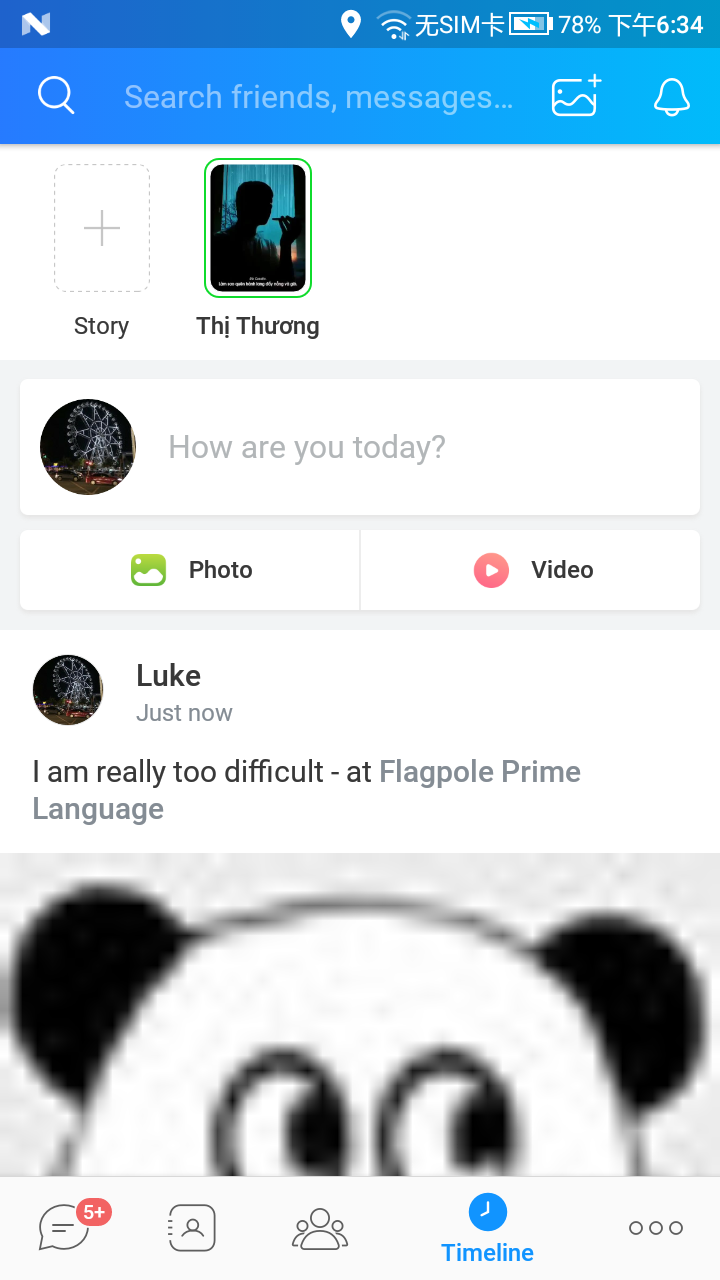 无SIM卡 78% 下午6:34
Search friends, messages...
Story
Thị Thương
How are you today?
Photo
Video
Luke
Just now
I am really too difficult - at Flagpole Prime
Language
5+
Timeline